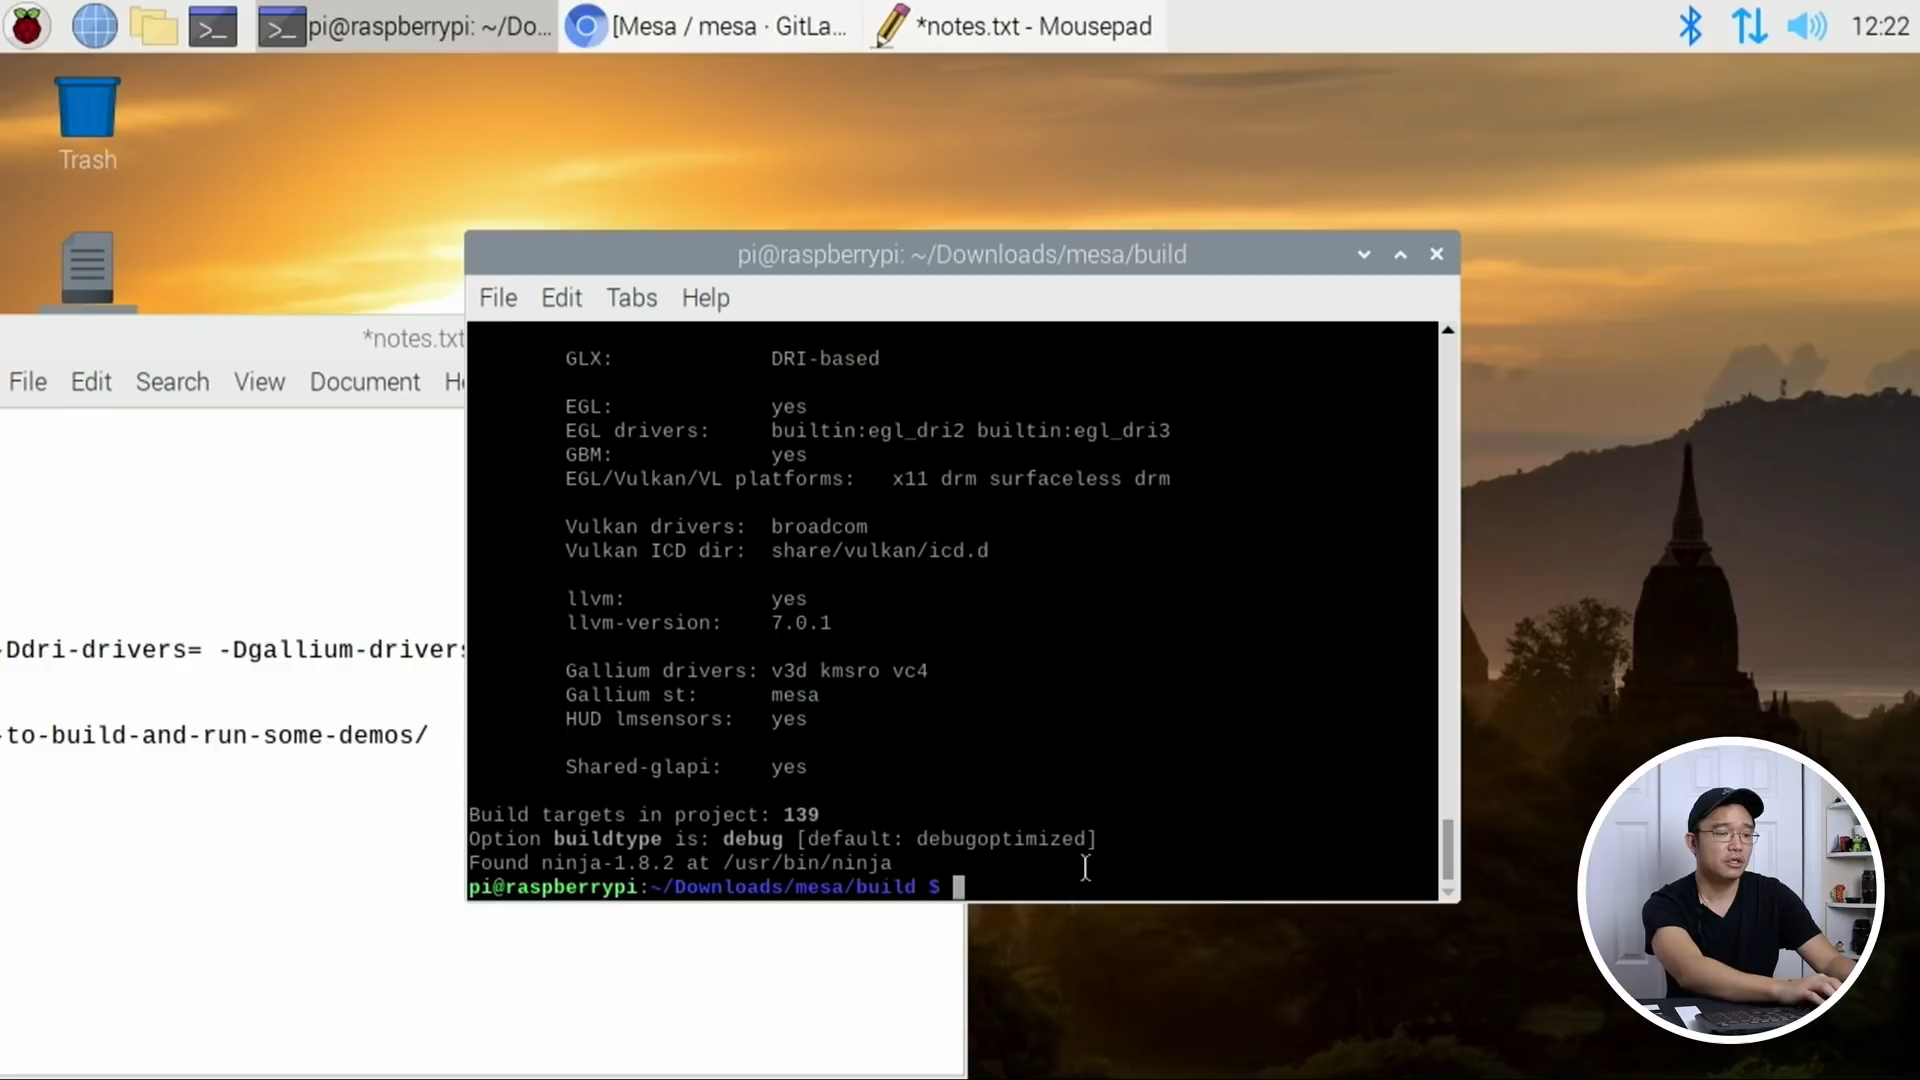 pi@raspberrypi: ~/Do...
[Mesa / mesa · GitLa...
*notes.txt - Mousepad
12:22
Trash
pi@raspberrypi: ~/Downloads/mesa/build
File Edit Tabs Help
*notes.txt
File Edit Search View Document
GLX: DRI-based
EGL: yes
EGL drivers: builtin:egl_dri2 builtin:egl_dri3
GBM: yes
EGL/Vulkan/VL platforms: x11 drm surfaceless drm
Vulkan drivers: broadcom
Vulkan ICD dir: share/vulkan/icd.d
llvm: yes
llvm-version: 7.0.1
Gallium drivers: v3d kmsro vc4
Gallium st: mesa
HUD lmsensors: yes
Shared-glapi: yes
Build targets in project: 139
Option buildtype is: debug [default: debugoptimized]
Found ninja-1.8.2 at /usr/bin/ninja
pi@raspberrypi:~/Downloads/mesa/build $
-Ddri-drivers= -Dgallium-drivers
-to-build-and-run-some-demos/